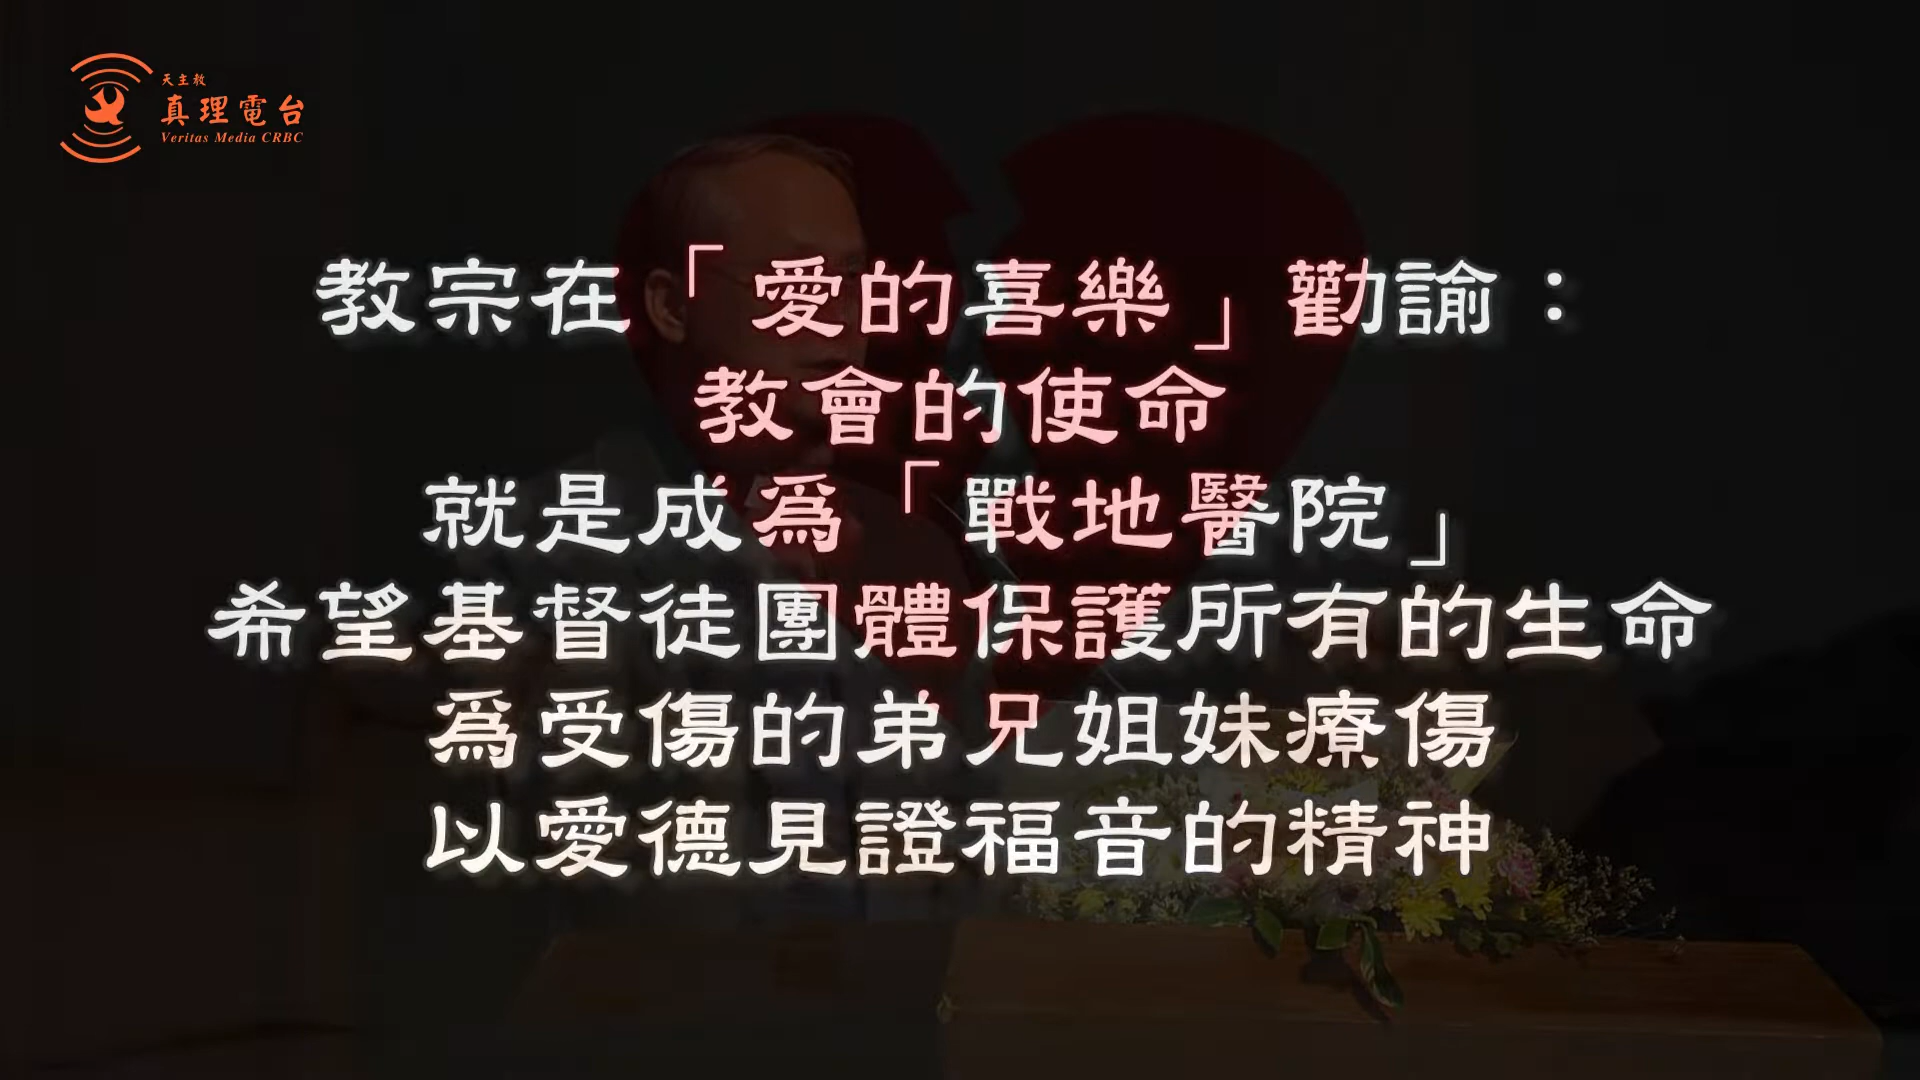 天主教
真理電台
Veritas Media CRBC
教宗在「愛的喜樂」勸諭：
教會的使命
就是成為「戰地醫院」
希望基督徒團體保護所有的生命
為受傷的弟兄姐妹療傷
以愛德見證福音的精神